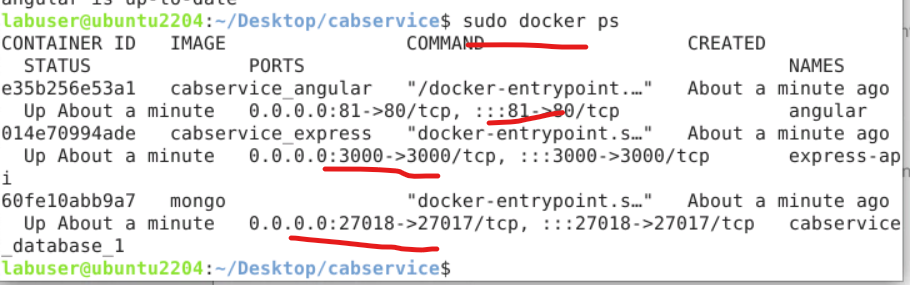 angular is up-to-date
labuser@ubuntu2204:~/Desktop/cabservice$ sudo docker ps
CONTAINER ID   IMAGE                COMMAND                  CREATED
  STATUS              PORTS                                         NAMES
e35b256e53a1   cabservice_angular   "/docker-entrypoint.…"   About a minute ago
  Up About a minute   0.0.0.0:81->80/tcp, :::81->80/tcp             angular
014e70994ade   cabservice_express   "docker-entrypoint.s…"   About a minute ago
  Up About a minute   0.0.0.0:3000->3000/tcp, :::3000->3000/tcp     express-ap
i
60fe10abb9a7   mongo                "docker-entrypoint.s…"   About a minute ago
  Up About a minute   0.0.0.0:27018->27017/tcp, :::27018->27017/tcp   cabservice
_database_1
labuser@ubuntu2204:~/Desktop/cabservice$